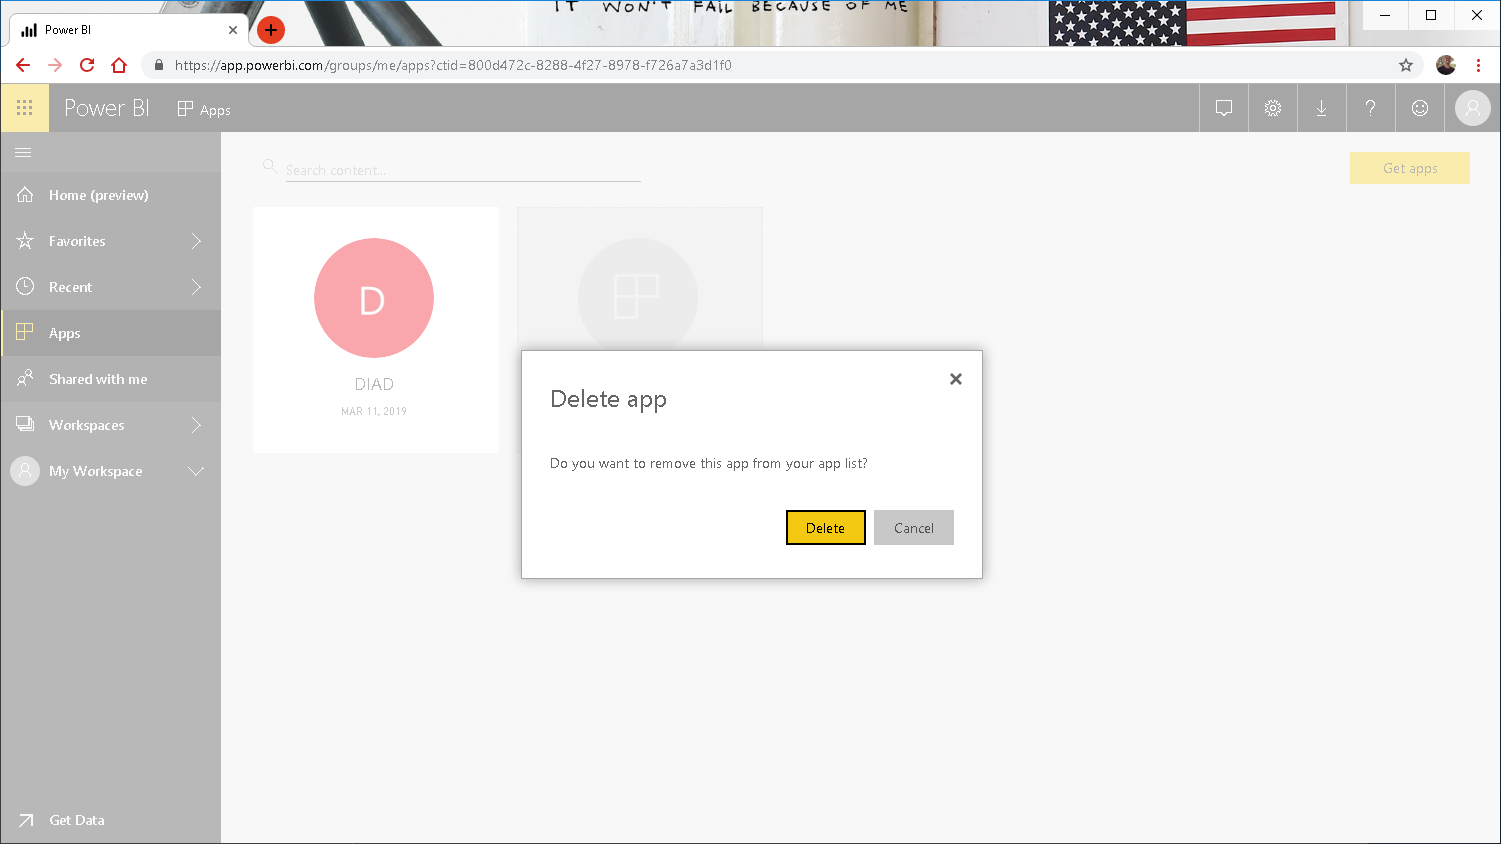 IT WON'T FAIL BECAUSE OF ME
Power BI
https://app.powerbi.com/groups/me/apps?ctid=800d472c-8288-4f27-8978-f726a7a3d1f0
Power BI
Apps
Search content...
Get apps
Home (preview)
Favorites
Recent
Apps
Shared with me
Workspaces
My Workspace
Get Data
D
DIAD
MAR 11, 2019
Delete app
Do you want to remove this app from your app list?
Delete
Cancel